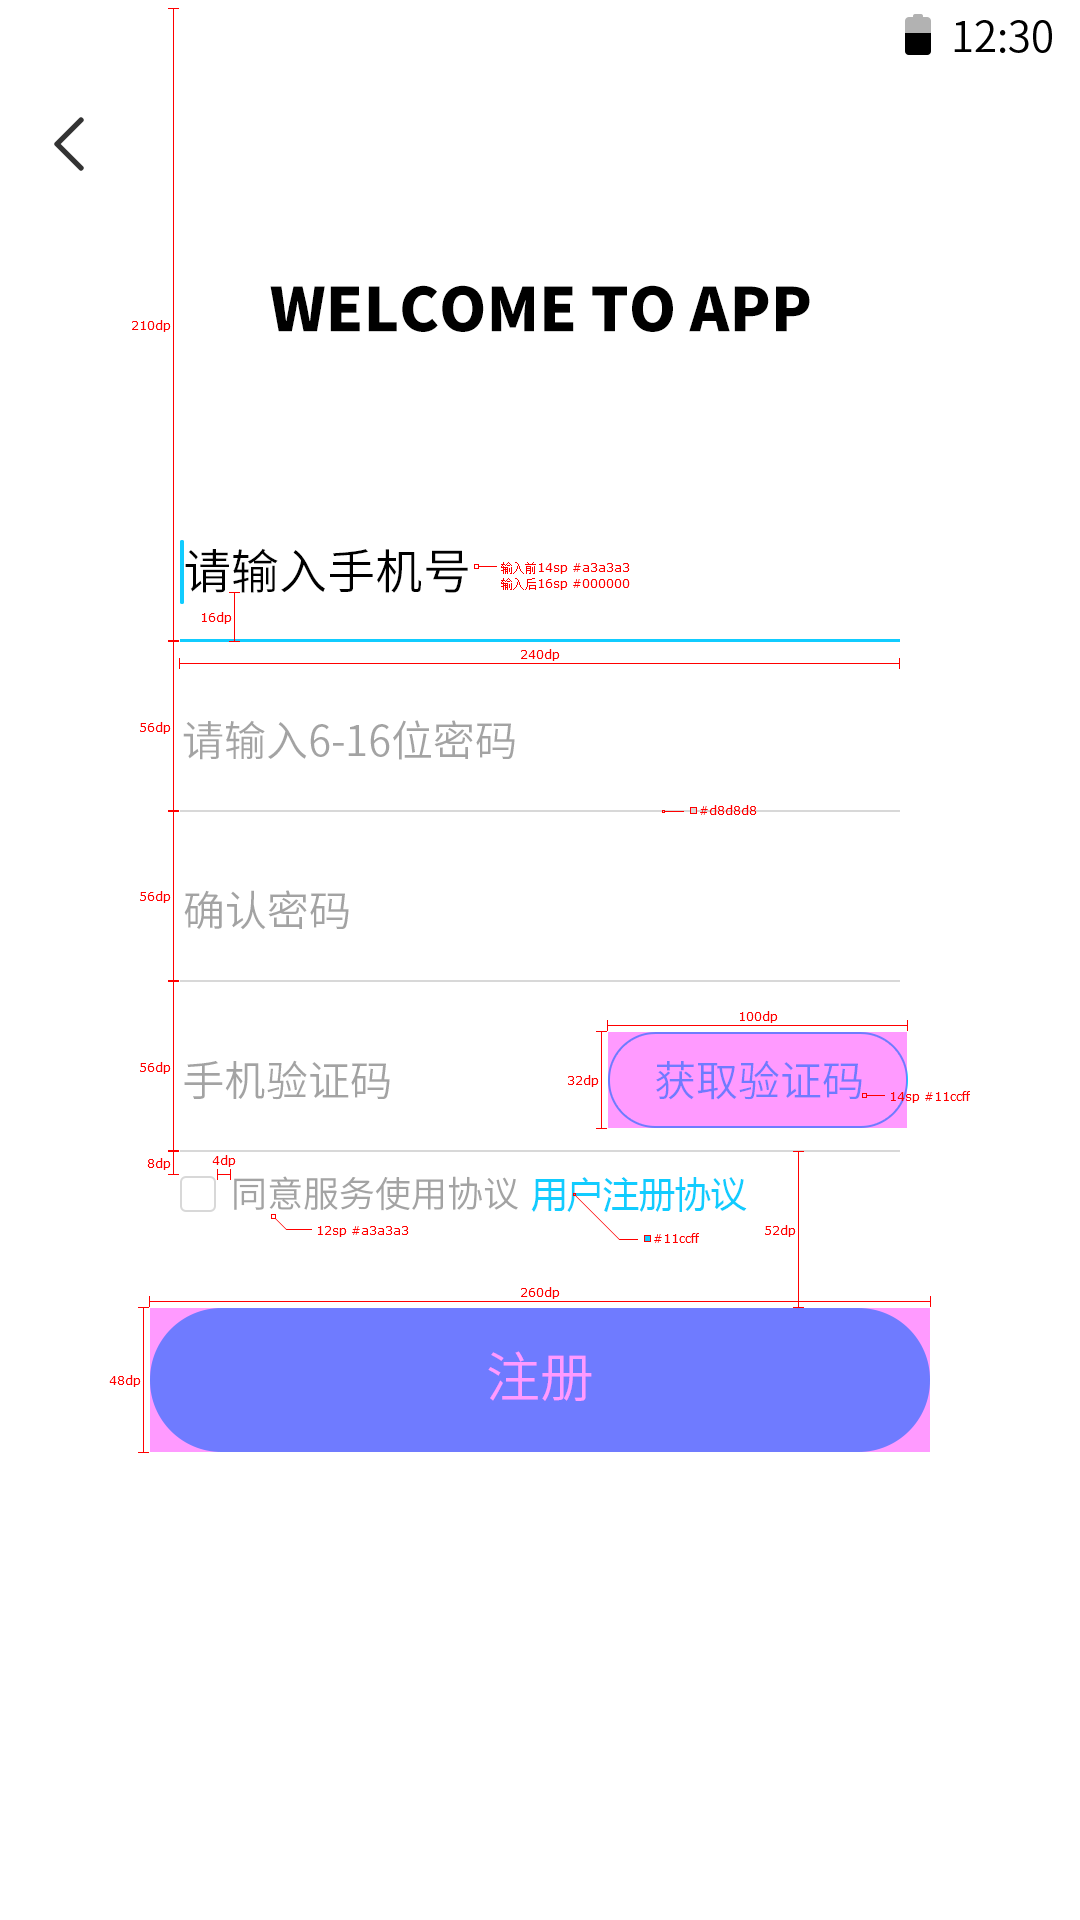 12:30
WELCOME TO APP
210dp
请输入手机号
输入前14sp #a3a3a3
输入后16sp #000000
16dp
240dp
56dp
请输入6-16位密码
#d8d8d8
56dp
确认密码
100dp
56dp
手机验证码
32dp
获取验证码
14sp #11ccff
8dp
4dp
同意服务使用协议 用户注册协议
12sp #a3a3a3
#11ccff
52dp
260dp
48dp
注册